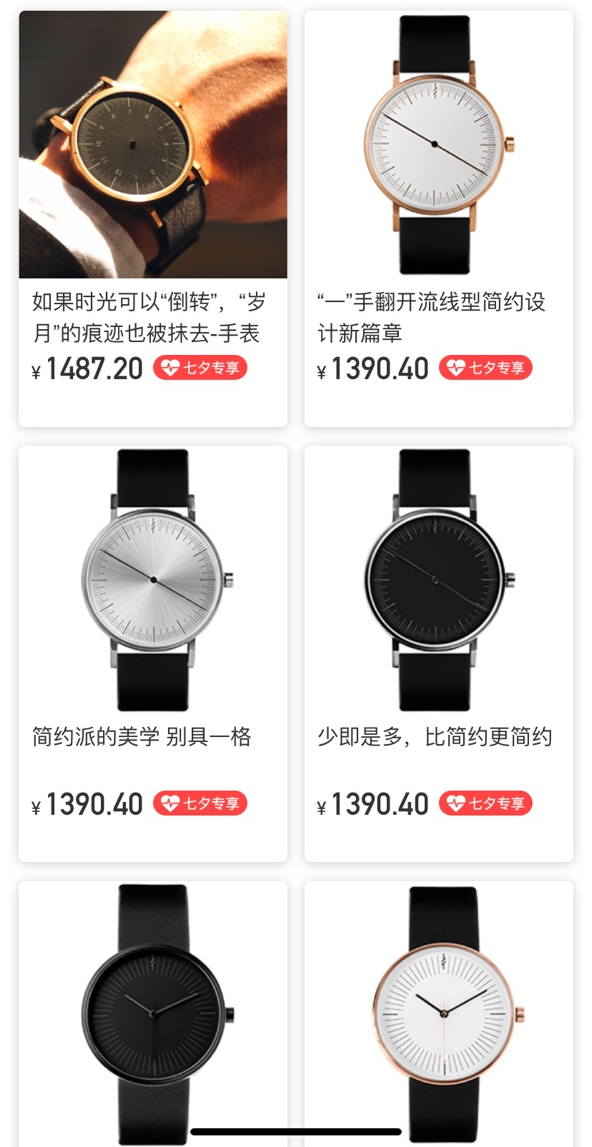 如果时光可以“倒转”，“岁
月”的痕迹也被抹去-手表
¥1487.20 七夕专享
“一”手翻开流线型简约设
计新篇章
¥1390.40 七夕专享
简约派的美学 别具一格
¥1390.40 七夕专享
少即是多，比简约更简约
¥1390.40 七夕专享